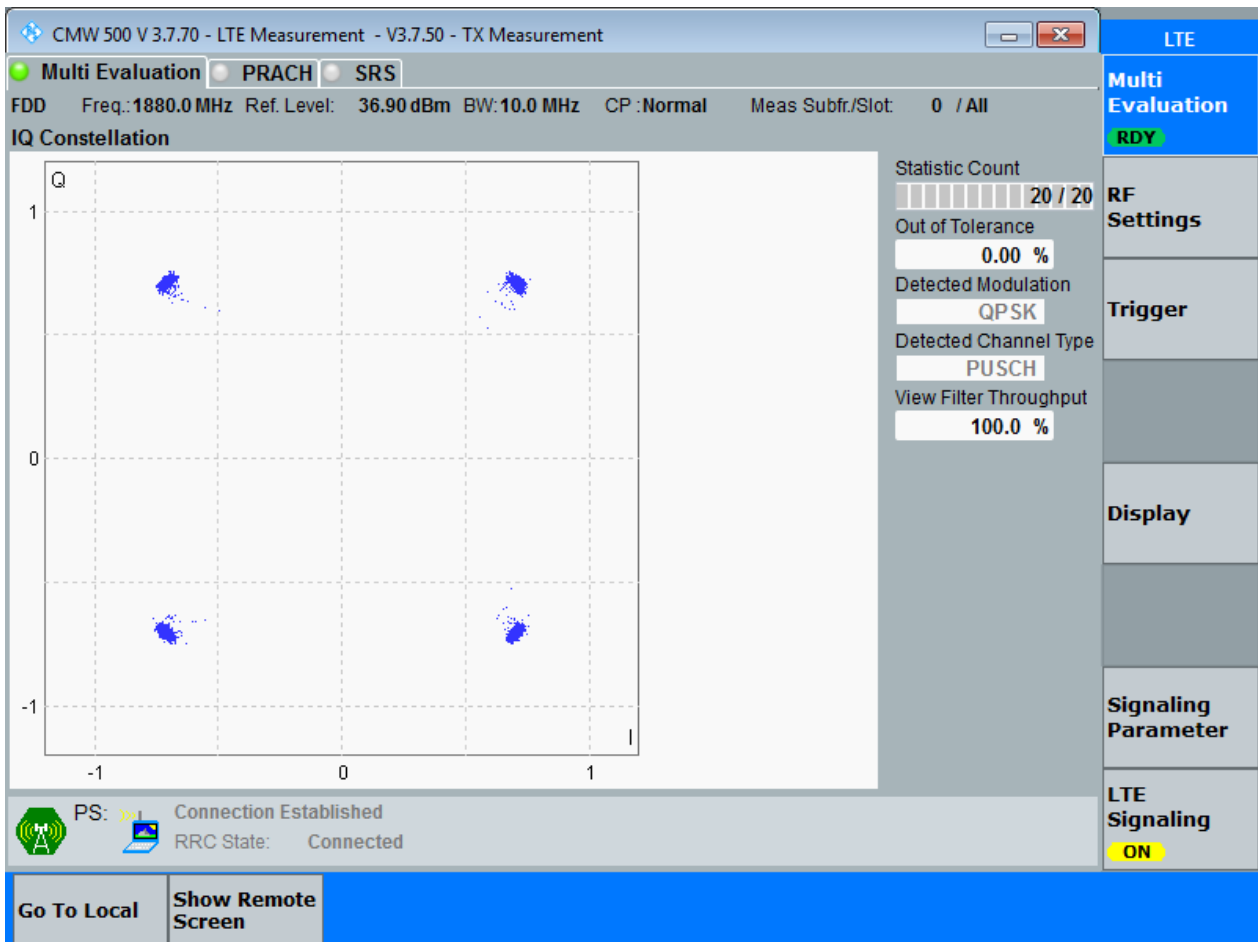 CMW 500 V 3.7.70 - LTE Measurement - V3.7.50 - TX Measurement
Multi Evaluation PRACH SRS
FDD Freq.: 1880.0 MHz Ref. Level: 36.90 dBm BW: 10.0 MHz CP : Normal Meas Subfr./Slot: 0 / All
IQ Constellation
Q
1
0
-1
I
-1 0 1
Statistic Count
20 / 20
Out of Tolerance
0.00 %
Detected Modulation
QPSK
Detected Channel Type
PUSCH
View Filter Throughput
100.0 %
PS: Connection Established
RRC State: Connected
LTE
Multi
Evaluation
RDY
RF
Settings
Trigger
Display
Signaling
Parameter
LTE
Signaling
ON
Go To Local
Show Remote
Screen